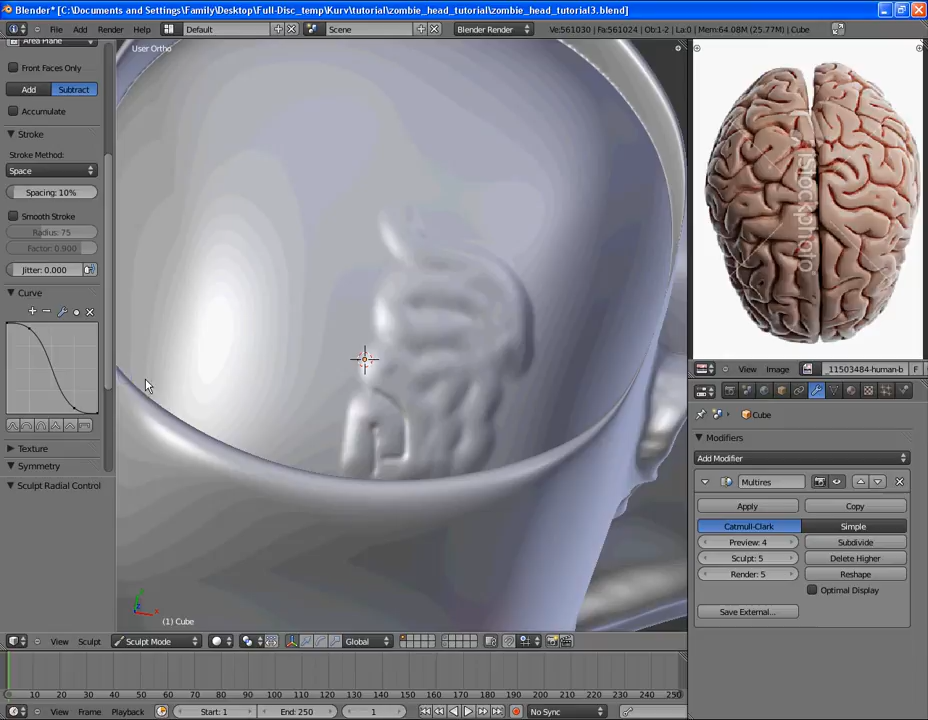 Blender* [C:\Documents and Settings\Family\Desktop\Full-Disc_temp\Kurv\tutorial\zombie_head_tutorial\zombie_head_tutorial3.blend]
File Add Render Help Default Scene Blender Render Ve:561030 | Fa:561024 | Ob:1-2 | La:0 | Mem:64.08M (25.77M) | Cube
Area Plane
User Ortho
Front Faces Only
Add Subtract
Accumulate
Stroke
Stroke Method:
Space
Spacing: 10%
Smooth Stroke
Radius: 75
Factor: 0.900
Jitter: 0.000
Curve
Texture
Symmetry
Sculpt Radial Control
(1) Cube
View Sculpt Sculpt Mode Global
istockphoto
View Image _11503484-human-b F
Cube
Modifiers
Add Modifier
Multires
Apply Copy
Catmull-Clark Simple
Preview: 4 Subdivide
Sculpt: 5 Delete Higher
Render: 5 Reshape
Optimal Display
Save External...
0 10 20 30 40 50 60 70 80 90 100 110 120 130 140 150 160 170 180 190 200 210 220 230 240 250
View Frame Playback Start: 1 End: 250 1 No Sync